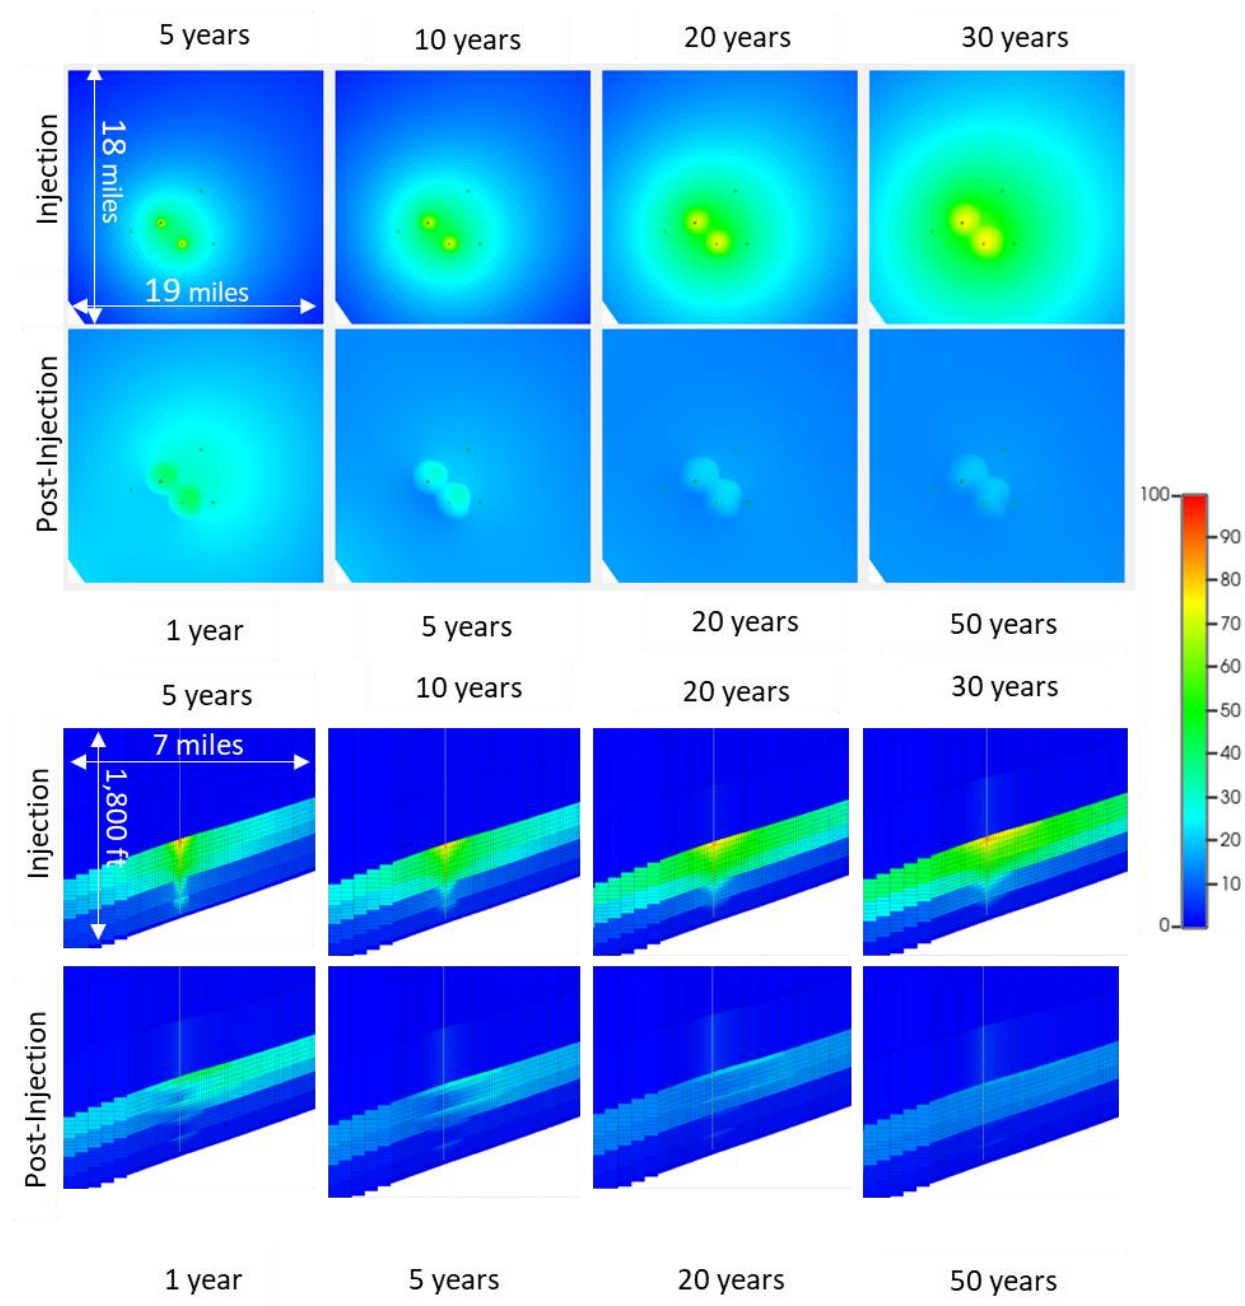 5 years 10 years 20 years 30 years
Injection
18 miles
19 miles
Post-Injection
1 year 5 years 20 years 50 years
100
90
80
70
60
50
40
30
20
10
0
5 years 10 years 20 years 30 years
Injection
7 miles
1,800 ft
Post-Injection
1 year 5 years 20 years 50 years